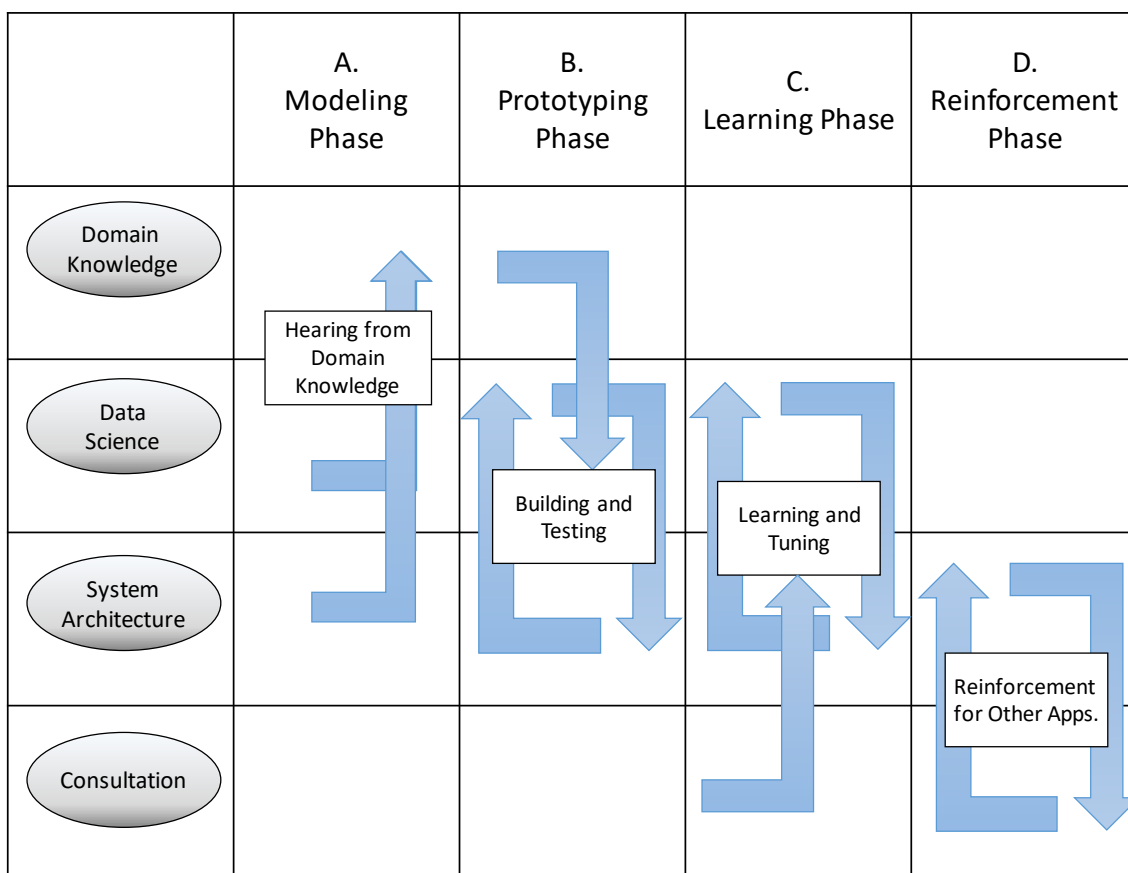 A.
Modeling
Phase
B.
Prototyping
Phase
C.
Learning Phase
D.
Reinforcement
Phase
Domain
Knowledge
Hearing from
Domain
Knowledge
Data
Science
Building and
Testing
Learning and
Tuning
System
Architecture
Reinforcement
for Other Apps.
Consultation